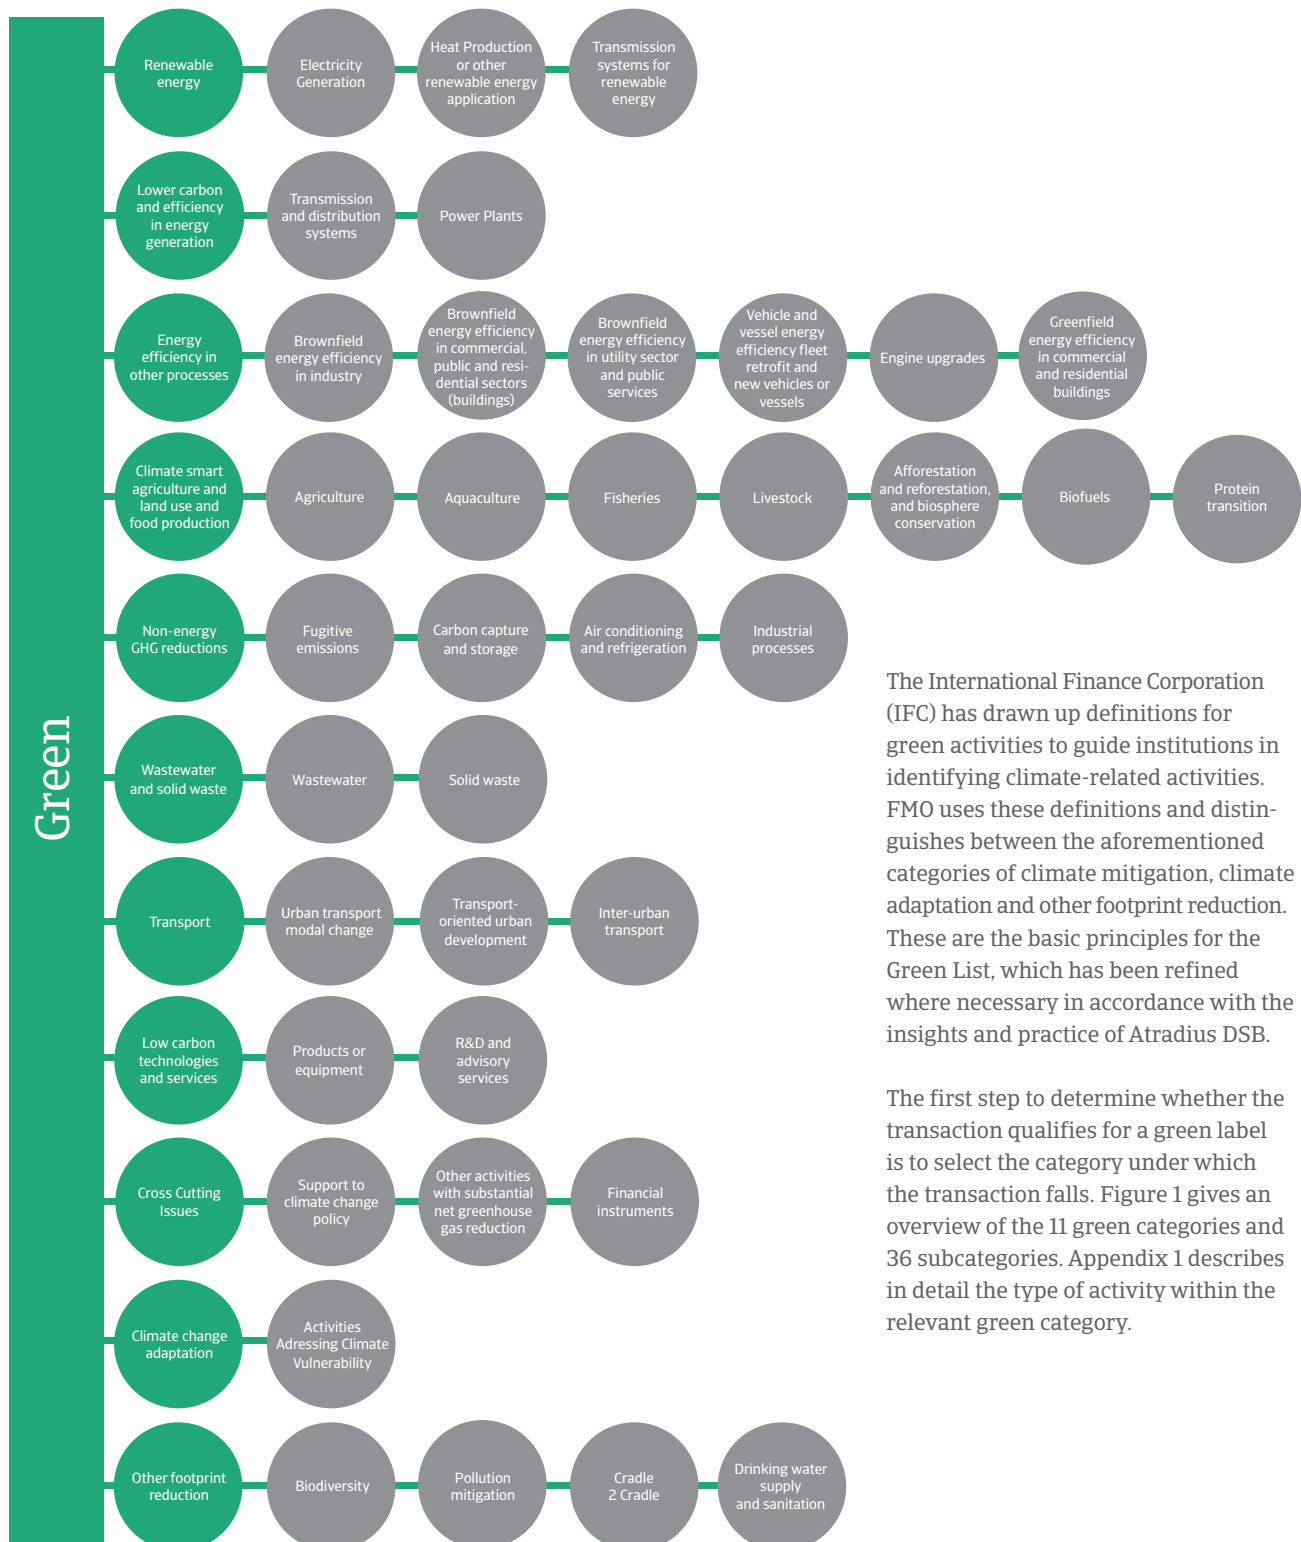 Green
Renewable
energy
Electricity
Generation
Heat Production
or other
renewable energy
application
Transmission
systems for
renewable
energy
Lower carbon
and efficiency
in energy
generation
Transmission
and distribution
systems
Power Plants
Energy
efficiency in
other processes
Brownfield
energy efficiency
in industry
Brownfield
energy efficiency
in commercial,
public and resi-
dential sectors
(buildings)
Brownfield
energy efficiency
in utility sector
and public
services
Vehicle and
vessel energy
efficiency fleet
retrofit and
new vehicles or
vessels
Engine upgrades
Greenfield
energy efficiency
in commercial
and residential
buildings
Climate smart
agriculture and
land use and
food production
Agriculture
Aquaculture
Fisheries
Livestock
Afforestation
and reforestation,
and biosphere
conservation
Biofuels
Protein
transition
Non-energy
GHG reductions
Fugitive
emissions
Carbon capture
and storage
Air conditioning
and refrigeration
Industrial
processes
Wastewater
and solid waste
Wastewater
Solid waste
Transport
Urban transport
modal change
Transport-
oriented urban
development
Inter-urban
transport
Low carbon
technologies
and services
Products or
equipment
R&D and
advisory
services
Cross Cutting
Issues
Support to
climate change
policy
Other activities
with substantial
net greenhouse
gas reduction
Financial
instruments
Climate change
adaptation
Activities
Adressing Climate
Vulnerability
Other footprint
reduction
Biodiversity
Pollution
mitigation
Cradle
2 Cradle
Drinking water
supply
and sanitation
The International Finance Corporation
(IFC) has drawn up definitions for
green activities to guide institutions in
identifying climate-related activities.
FMO uses these definitions and distin-
guishes between the aforementioned
categories of climate mitigation, climate
adaptation and other footprint reduction.
These are the basic principles for the
Green List, which has been refined
where necessary in accordance with the
insights and practice of Atradius DSB.
The first step to determine whether the
transaction qualifies for a green label
is to select the category under which
the transaction falls. Figure 1 gives an
overview of the 11 green categories and
36 subcategories. Appendix 1 describes
in detail the type of activity within the
relevant green category.